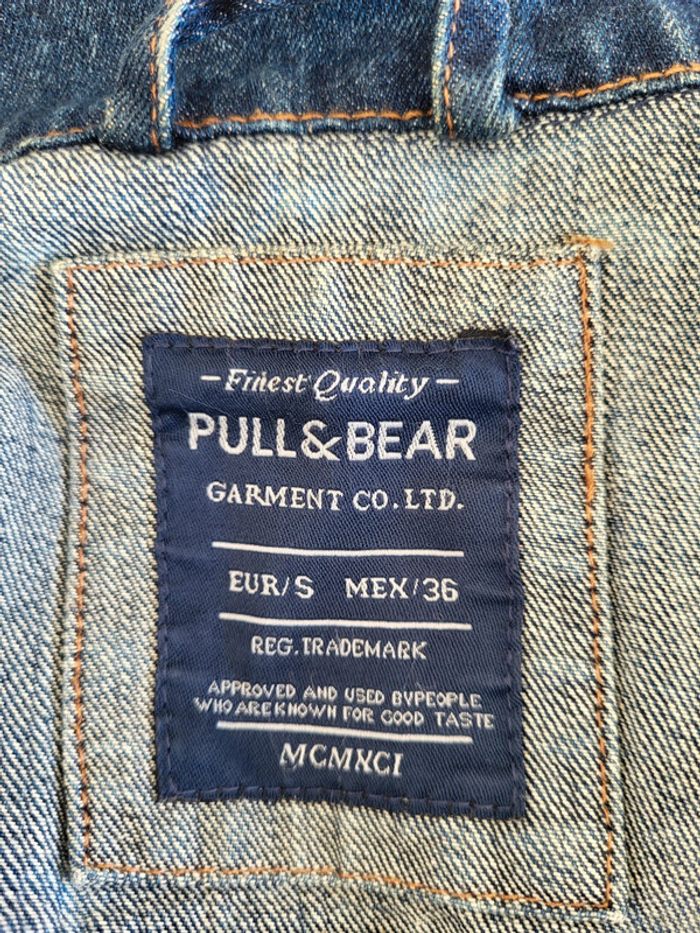 - Finest Quality -
PULL&BEAR
GARMENT CO.LTD.
EUR/S MEX/36
REG.TRADEMARK
APPROVED AND USED BYPEOPLE
WHO ARE KNOWN FOR GOOD TASTE
MCMXCI